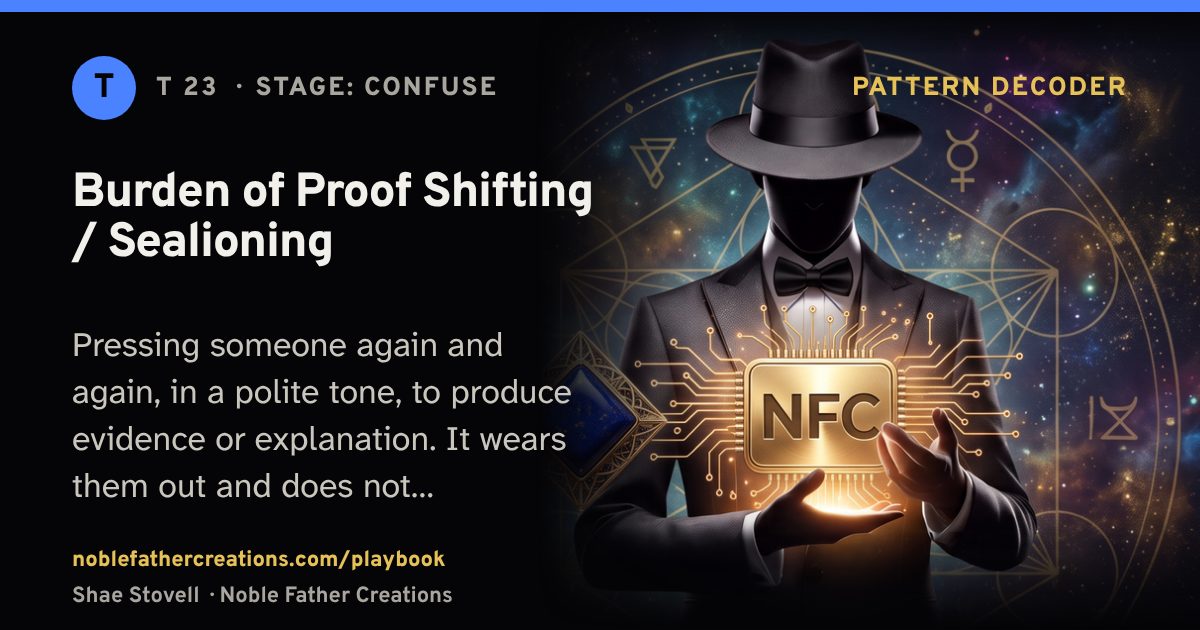 T
T 23 · STAGE: CONFUSE
PATTERN DECODER
Burden of Proof Shifting
/ Sealioning
Pressing someone again and
again, in a polite tone, to produce
evidence or explanation. It wears
them out and does not...
NFC
noblefathercreations.com/playbook
Shae Stovell · Noble Father Creations